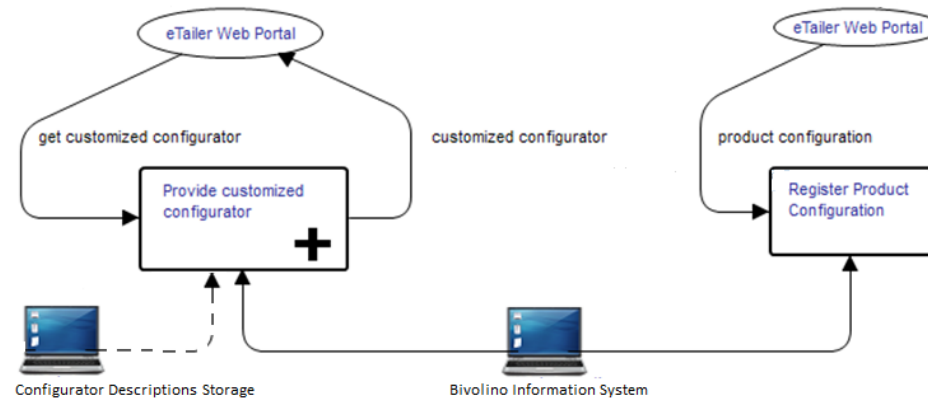 eTailer Web Portal
eTailer Web Portal
get customized configurator
customized configurator
product configuration
Provide customized
configurator
Register Product
Configuration
Configurator Descriptions Storage
Bivolino Information System